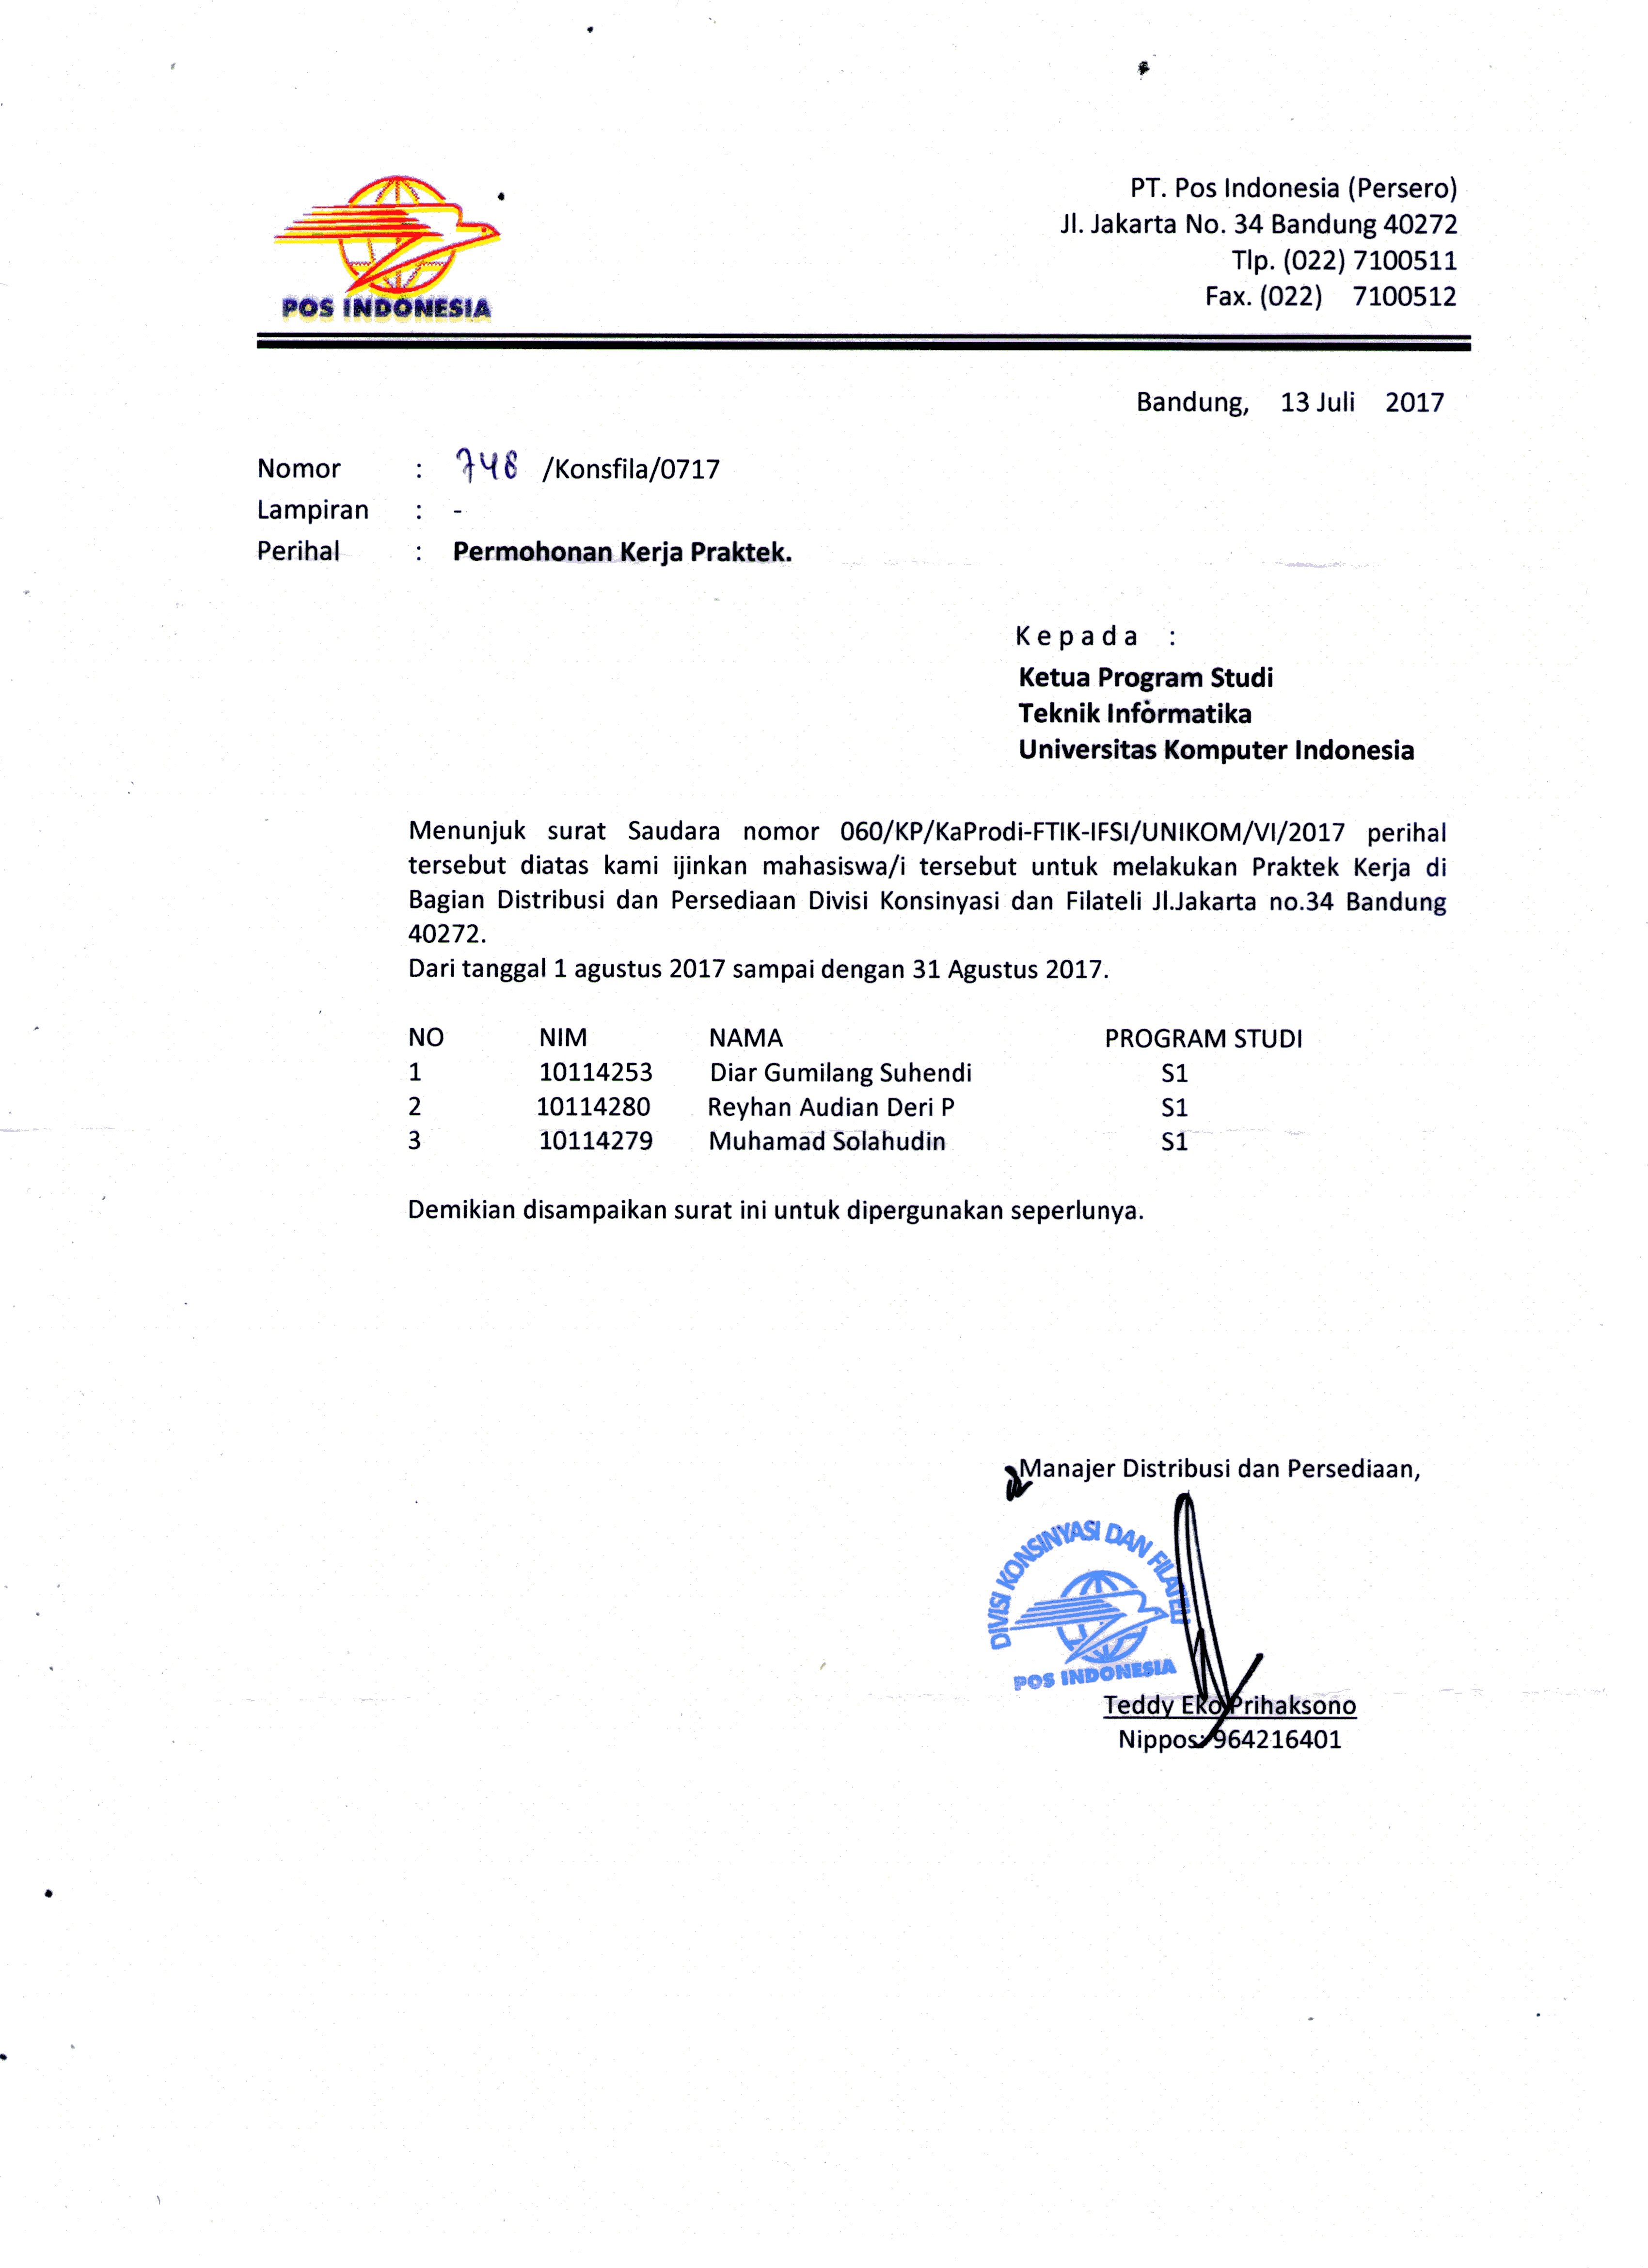 POS INDONESIA
PT. Pos Indonesia (Persero)
Jl. Jakarta No. 34 Bandung 40272
Tlp. (022) 7100511
Fax. (022) 7100512
Bandung, 13 Juli 2017
Nomor : 748 /Konsfila/0717
Lampiran : -
Perihal : Permohonan Kerja Praktek.
Kepada :
Ketua Program Studi
Teknik Informatika
Universitas Komputer Indonesia
Menunjuk surat Saudara nomor 060/KP/KaProdi-FTIK-IFSI/UNIKOM/VI/2017 perihal
tersebut diatas kami ijinkan mahasiswa/i tersebut untuk melakukan Praktek Kerja di
Bagian Distribusi dan Persediaan Divisi Konsinyasi dan Filateli Jl.Jakarta no.34 Bandung
40272.
Dari tanggal 1 agustus 2017 sampai dengan 31 Agustus 2017.
NO NIM NAMA PROGRAM STUDI
1 10114253 Diar Gumilang Suhendi S1
2 10114280 Reyhan Audian Deri P S1
3 10114279 Muhamad Solahudin S1
Demikian disampaikan surat ini untuk dipergunakan seperlunya.
Manajer Distribusi dan Persediaan,
DIVISI KONSINYASI DAN FILATELI
POS INDONESIA
Teddy Eko Prihaksono
Nippos: 964216401